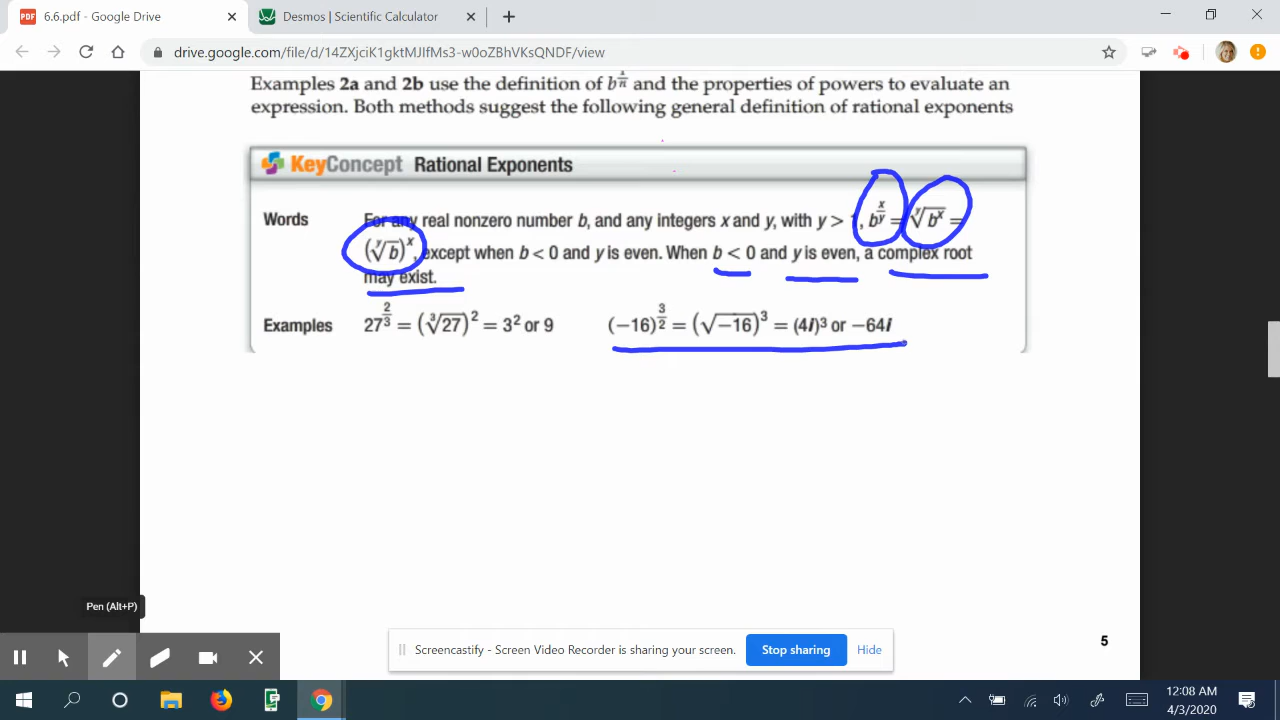 6.6.pdf - Google Drive
Desmos | Scientific Calculator
drive.google.com/file/d/14ZXjciK1gktMJIfMs3-w0oZBhVKsQNDF/view
Examples 2a and 2b use the definition of b^(1/n) and the properties of powers to evaluate an
expression. Both methods suggest the following general definition of rational exponents
KeyConcept Rational Exponents
Words For any real nonzero number b, and any integers x and y, with y > 1, b^(x/y) = ʸ√(bˣ) =
(ʸ√b)ˣ, except when b < 0 and y is even. When b < 0 and y is even, a complex root
may exist.
Examples 27^(2/3) = (³√27)² = 3² or 9 (−16)^(3/2) = (√−16)³ = (4i)³ or −64i
Pen (Alt+P)
5
Screencastify - Screen Video Recorder is sharing your screen. Stop sharing Hide
12:08 AM
4/3/2020